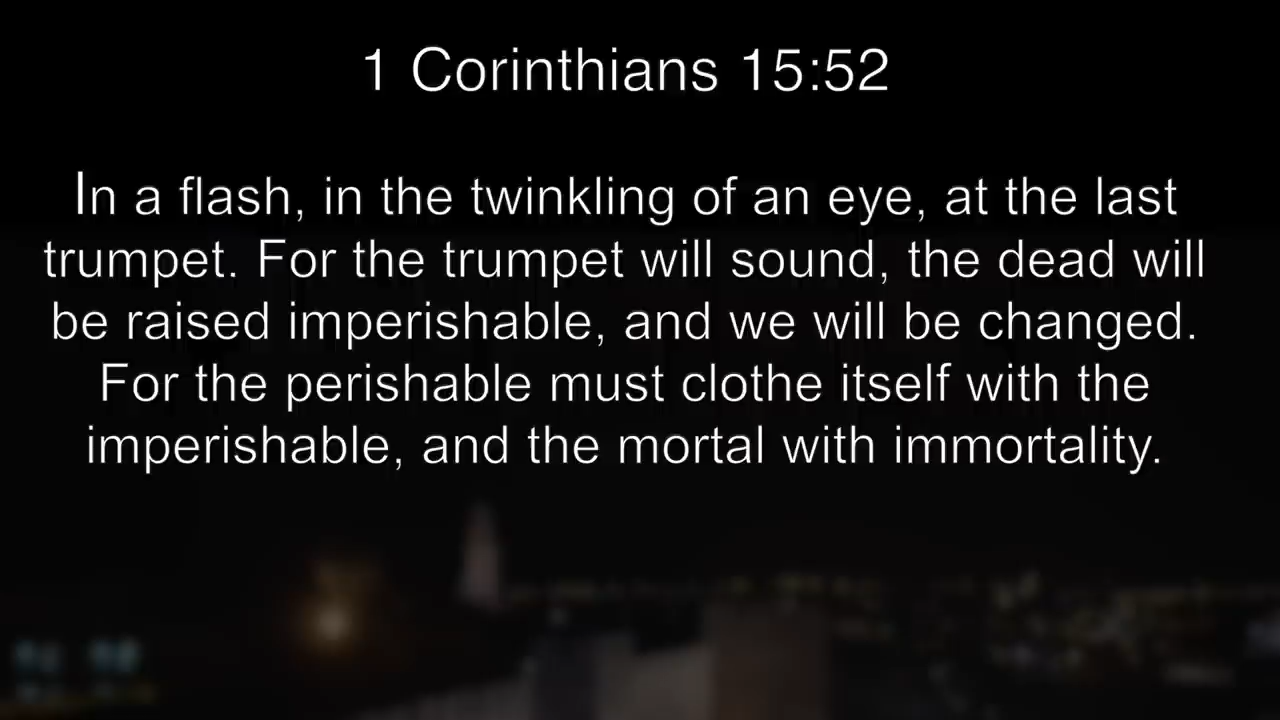 1 Corinthians 15:52
In a flash, in the twinkling of an eye, at the last
trumpet. For the trumpet will sound, the dead will
be raised imperishable, and we will be changed.
For the perishable must clothe itself with the
imperishable, and the mortal with immortality.